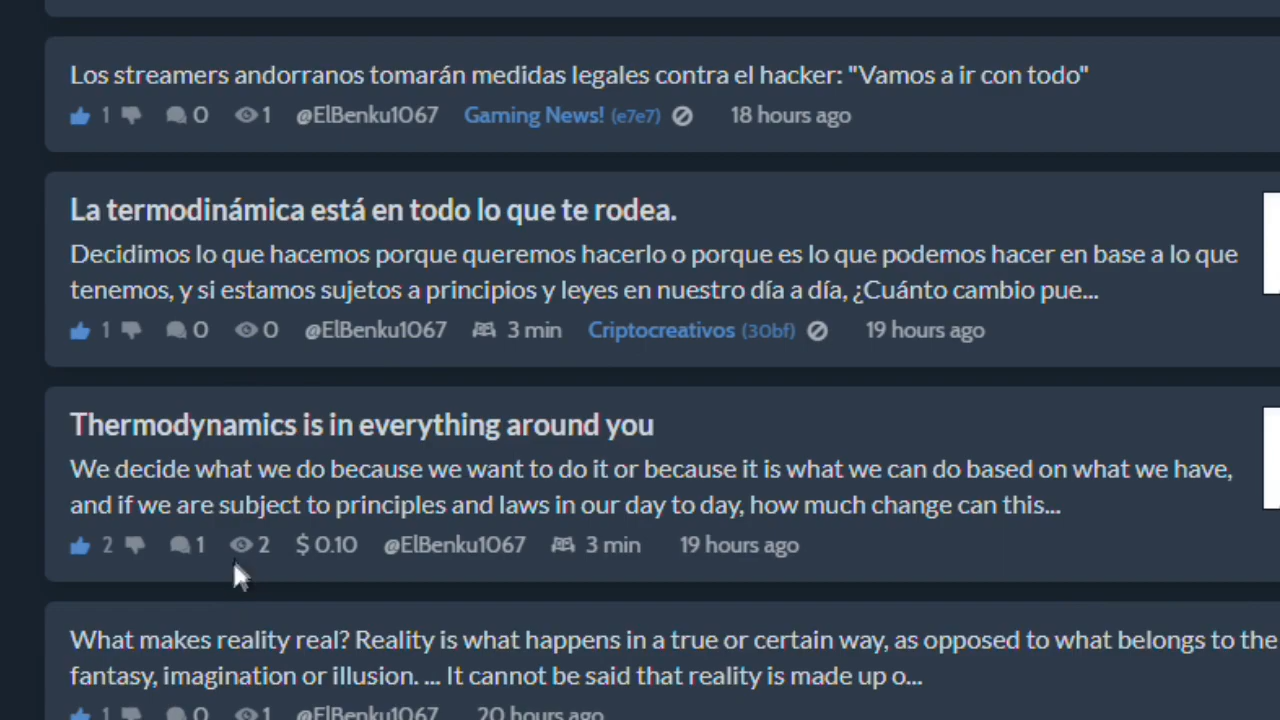 Los streamers andorranos tomarán medidas legales contra el hacker: "Vamos a ir con todo"
1 0 1 @ElBenku1067 Gaming News! (e7e7) 18 hours ago
La termodinámica está en todo lo que te rodea.
Decidimos lo que hacemos porque queremos hacerlo o porque es lo que podemos hacer en base a lo que
tenemos, y si estamos sujetos a principios y leyes en nuestro día a día, ¿Cuánto cambio pue...
1 0 0 @ElBenku1067 3 min Criptocreativos (30bf) 19 hours ago
Thermodynamics is in everything around you
We decide what we do because we want to do it or because it is what we can do based on what we have,
and if we are subject to principles and laws in our day to day, how much change can this...
2 1 2 $ 0.10 @ElBenku1067 3 min 19 hours ago
What makes reality real? Reality is what happens in a true or certain way, as opposed to what belongs to the
fantasy, imagination or illusion. ... It cannot be said that reality is made up o...
1 0 1 @ElBenku1067 20 hours ago